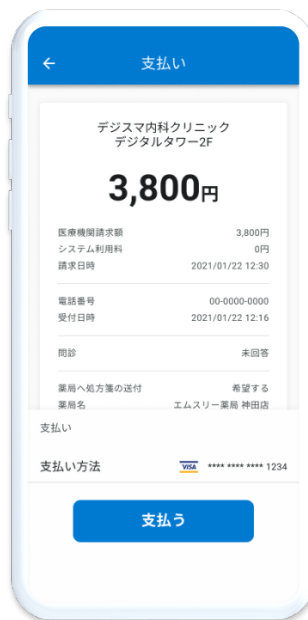 ← 支払い
デジスマ内科クリニック
デジタルタワー2F
3,800円
医療機関請求額 3,800円
システム利用料 0円
請求日時 2021/01/22 12:30
電話番号 00-0000-0000
受付日時 2021/01/22 12:16
問診 未回答
薬局へ処方箋の送付 希望する
薬局名 エムスリー薬局 神田店
支払い
支払い方法 VISA **** **** **** 1234
支払う